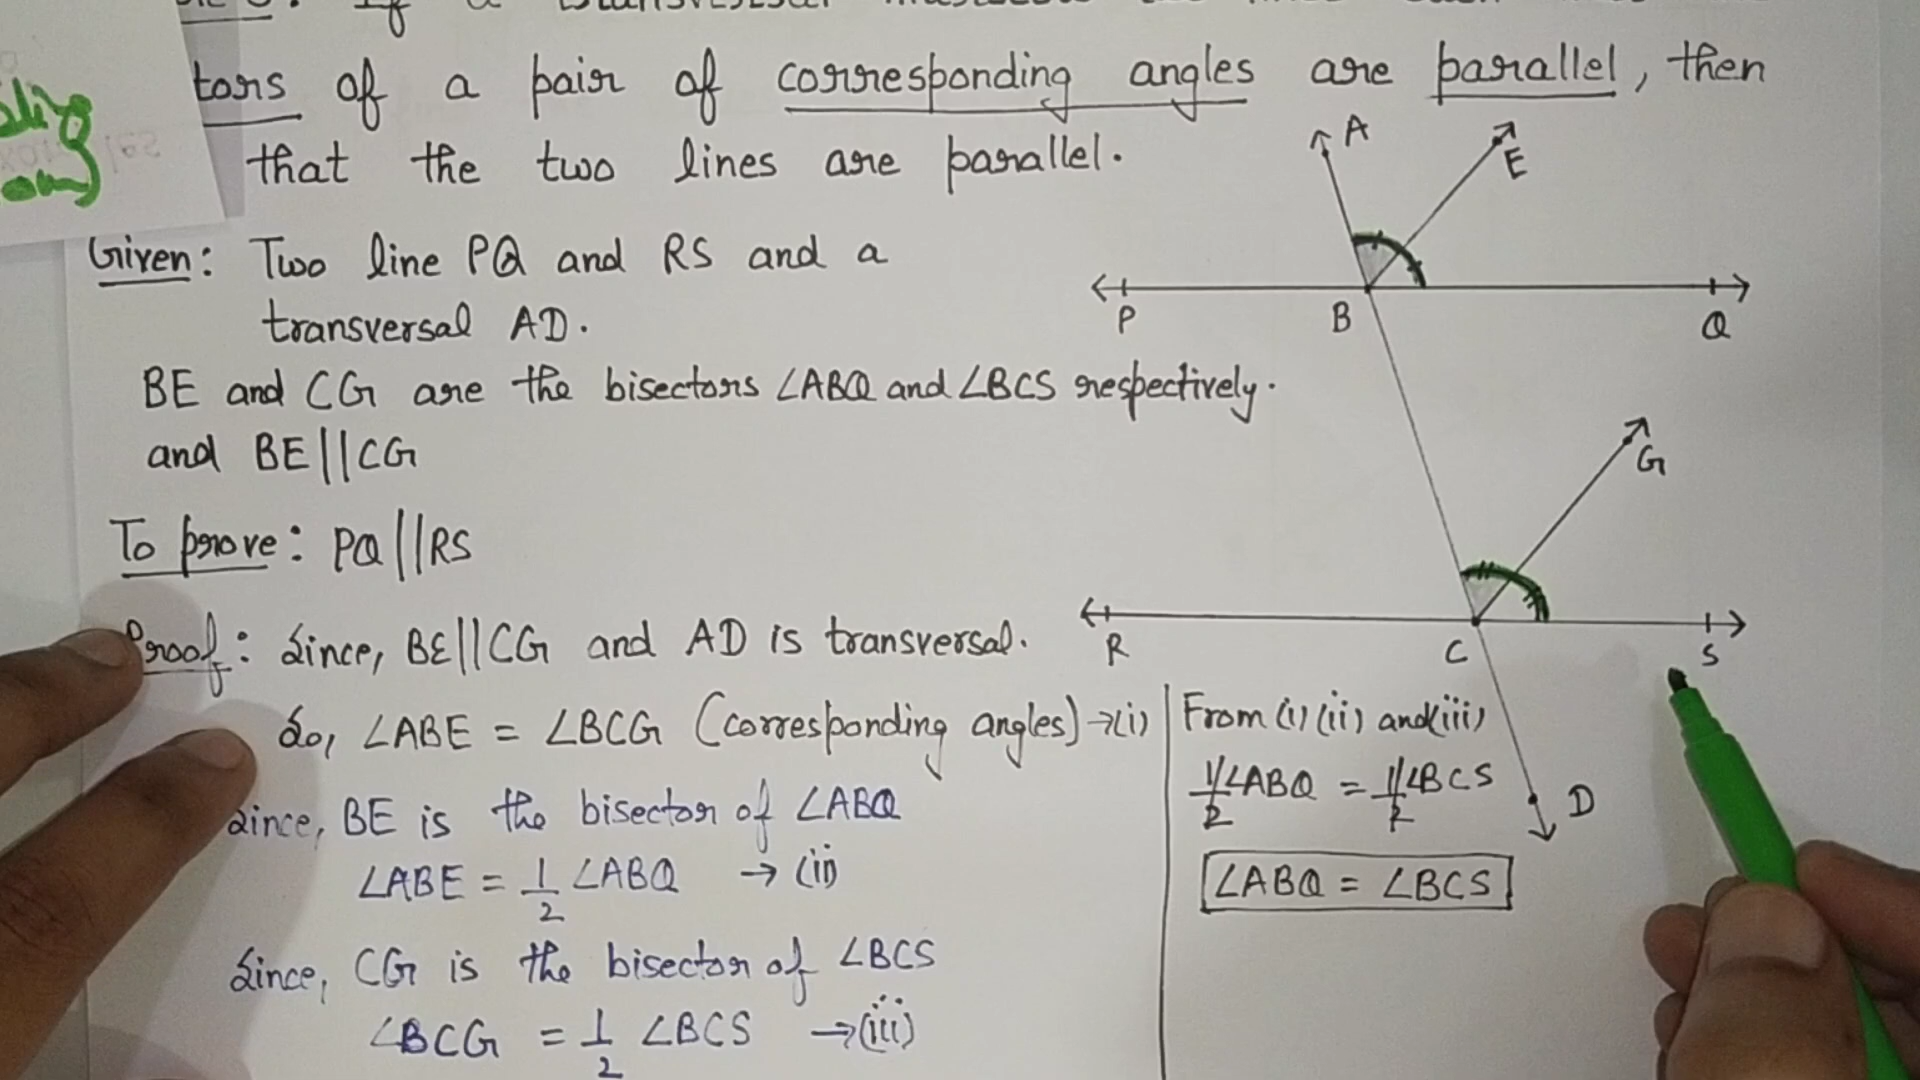 tors of a pair of corresponding angles are parallel, then
that the two lines are parallel.
Given: Two line PQ and RS and a
transversal AD.
BE and CG are the bisectors ∠ABQ and ∠BCS respectively.
and BE||CG
To prove: PQ||RS
Proof: Since, BE||CG and AD is transversal.
So, ∠ABE = ∠BCG (corresponding angles) →(i)
Since, BE is the bisector of ∠ABQ
∠ABE = 1/2 ∠ABQ → (ii)
Since, CG is the bisector of ∠BCS
∠BCG = 1/2 ∠BCS →(iii)
From (i) (ii) and (iii)
1/2 ∠ABQ = 1/2 ∠BCS
∠ABQ = ∠BCS
A
E
P
B
Q
G
R
C
S
D